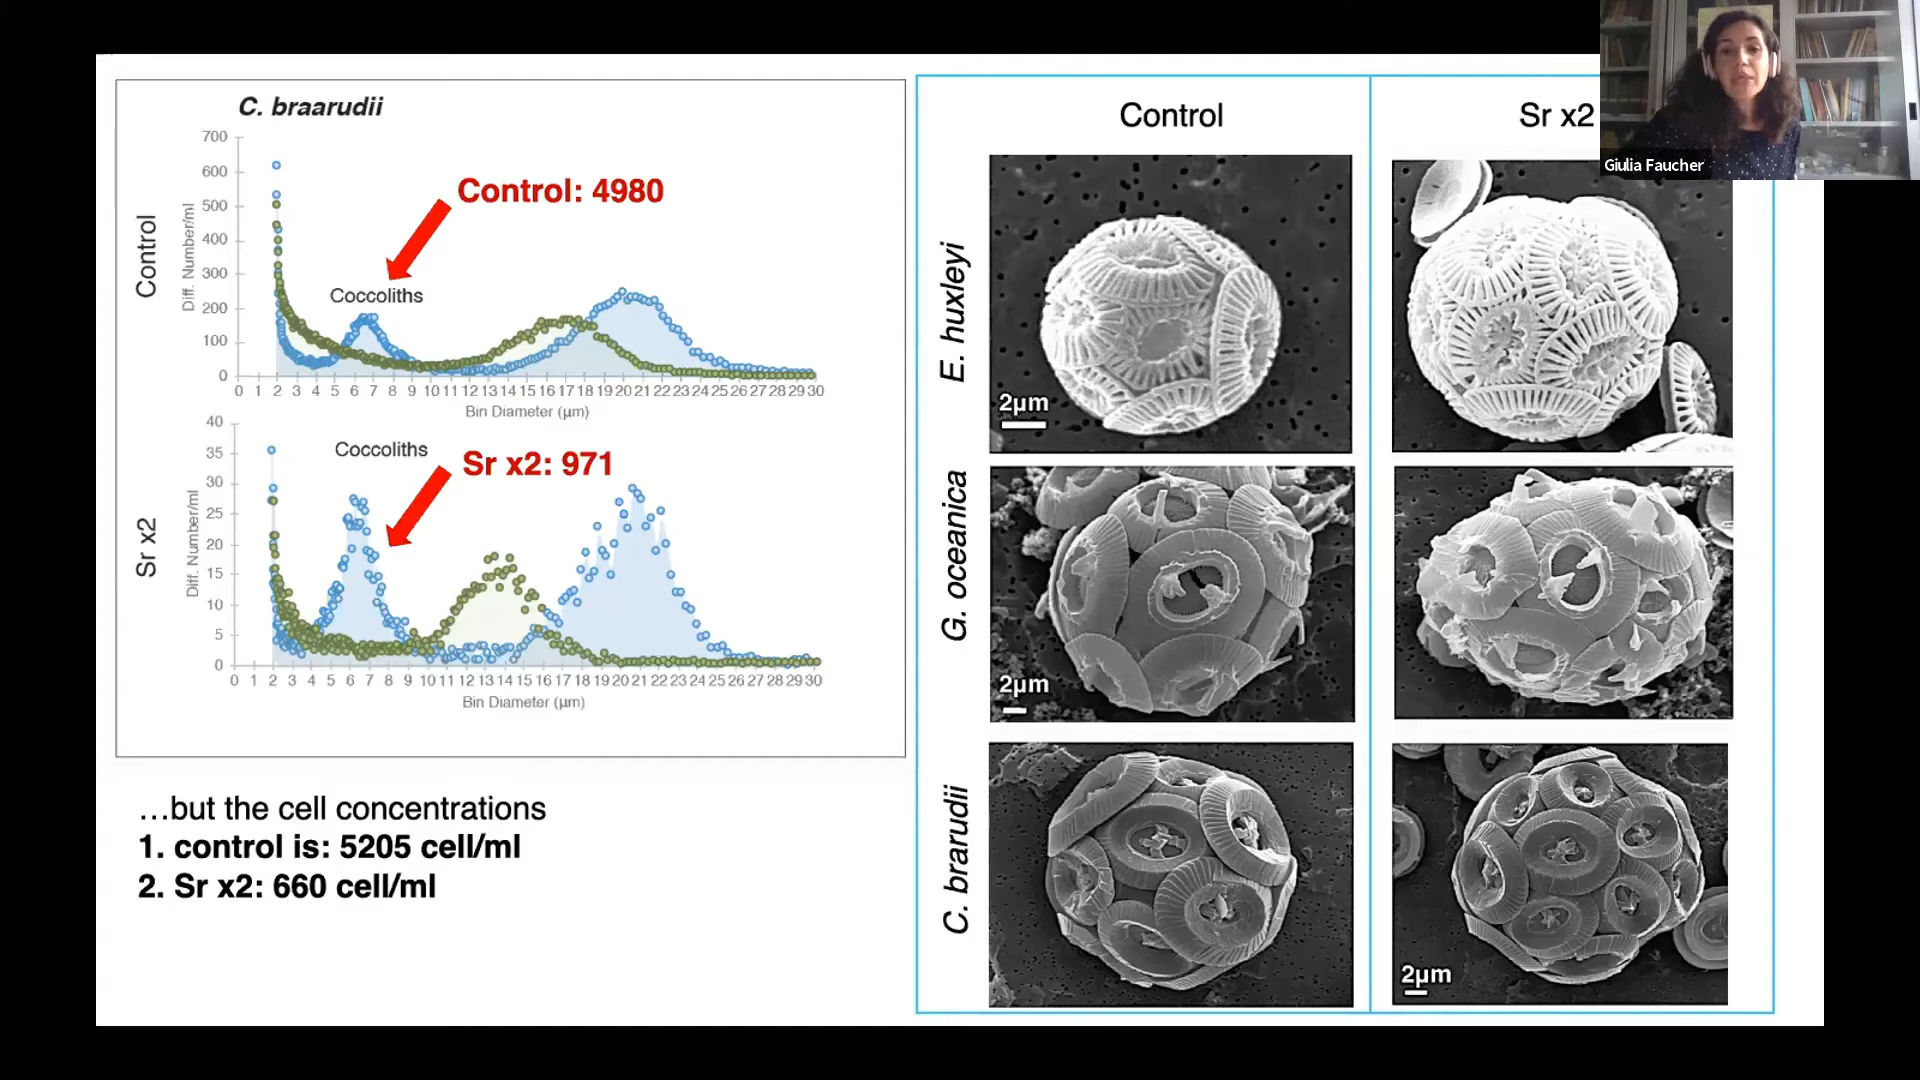 C. braarudii
Control
Diff. Number/ml
700
600
500
400
300
200
100
0
Control: 4980
Coccoliths
0 1 2 3 4 5 6 7 8 9 10 11 12 13 14 15 16 17 18 19 20 21 22 23 24 25 26 27 28 29 30
Bin Diameter (µm)
Sr x2
Diff. Number/ml
40
35
30
25
20
15
10
5
0
Coccoliths
Sr x2: 971
0 1 2 3 4 5 6 7 8 9 10 11 12 13 14 15 16 17 18 19 20 21 22 23 24 25 26 27 28 29 30
Bin Diameter (µm)
…but the cell concentrations
1. control is: 5205 cell/ml
2. Sr x2: 660 cell/ml
Control
Sr x2
E. huxleyi
2µm
G. oceanica
2µm
C. brarudii
2µm
Giulia Faucher